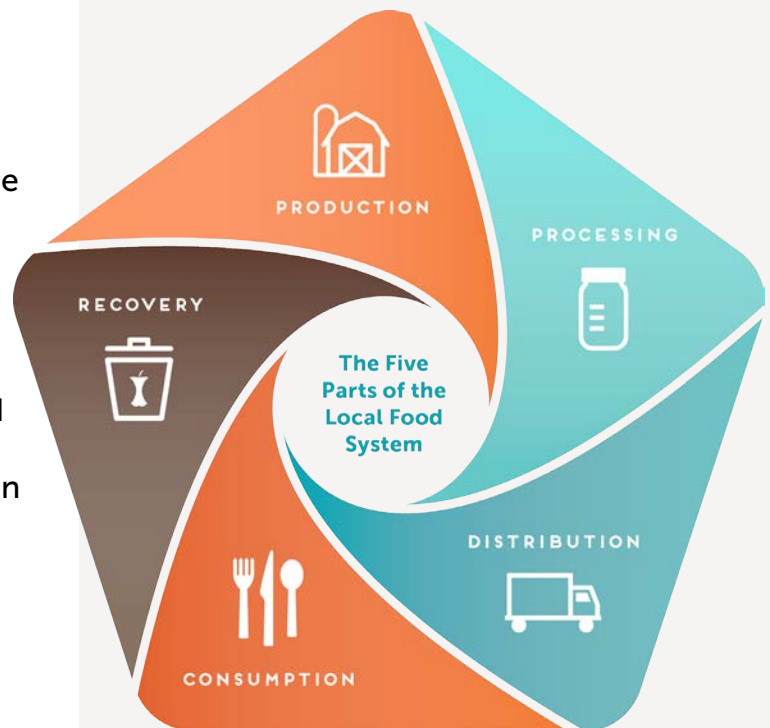 e
l
n
PRODUCTION
PROCESSING
RECOVERY
The Five
Parts of the
Local Food
System
DISTRIBUTION
CONSUMPTION